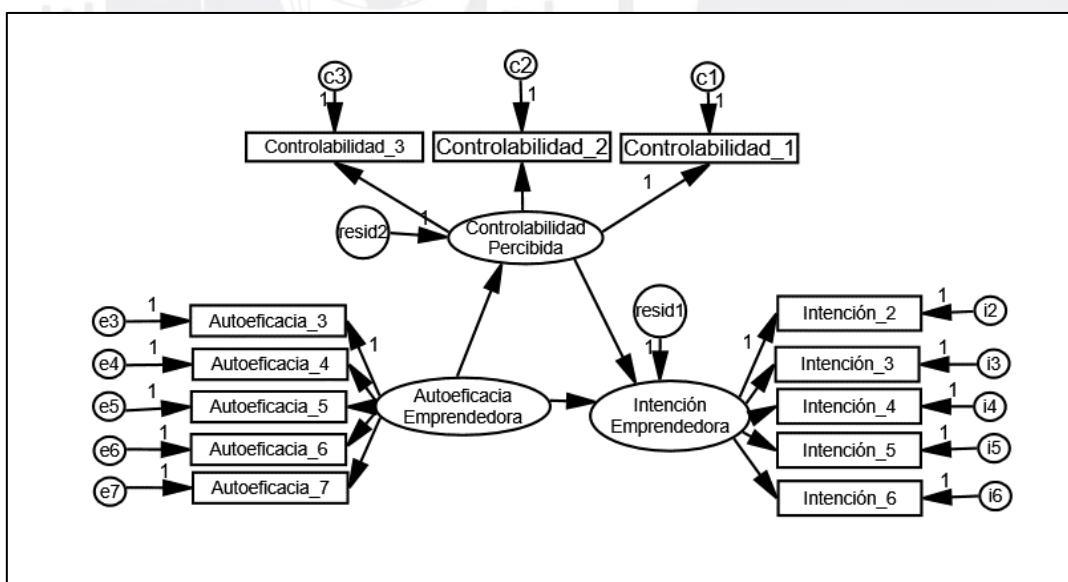 c3
c2
c1
1
1
1
Controlabilidad_3
Controlabilidad_2
Controlabilidad_1
1
resid2
1
Controlabilidad
Percibida
resid1
1
e3
1
Autoeficacia_3
1
e4
1
Autoeficacia_4
e5
1
Autoeficacia_5
e6
1
Autoeficacia_6
e7
1
Autoeficacia_7
Autoeficacia
Emprendedora
Intención
Emprendedora
1
Intención_2
1
i2
Intención_3
1
i3
Intención_4
1
i4
Intención_5
1
i5
Intención_6
1
i6